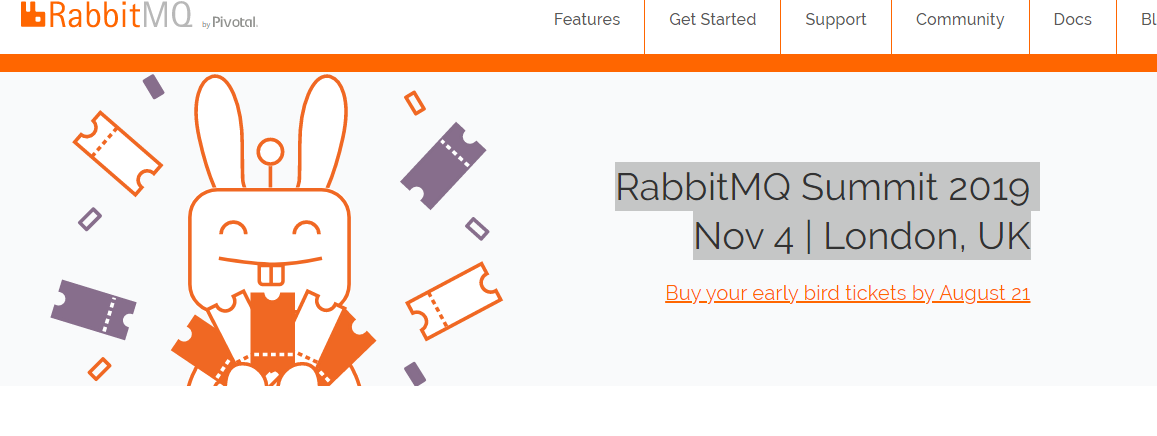 RabbitMQ by Pivotal.
Features Get Started Support Community Docs Bl
RabbitMQ Summit 2019
Nov 4 | London, UK
Buy your early bird tickets by August 21